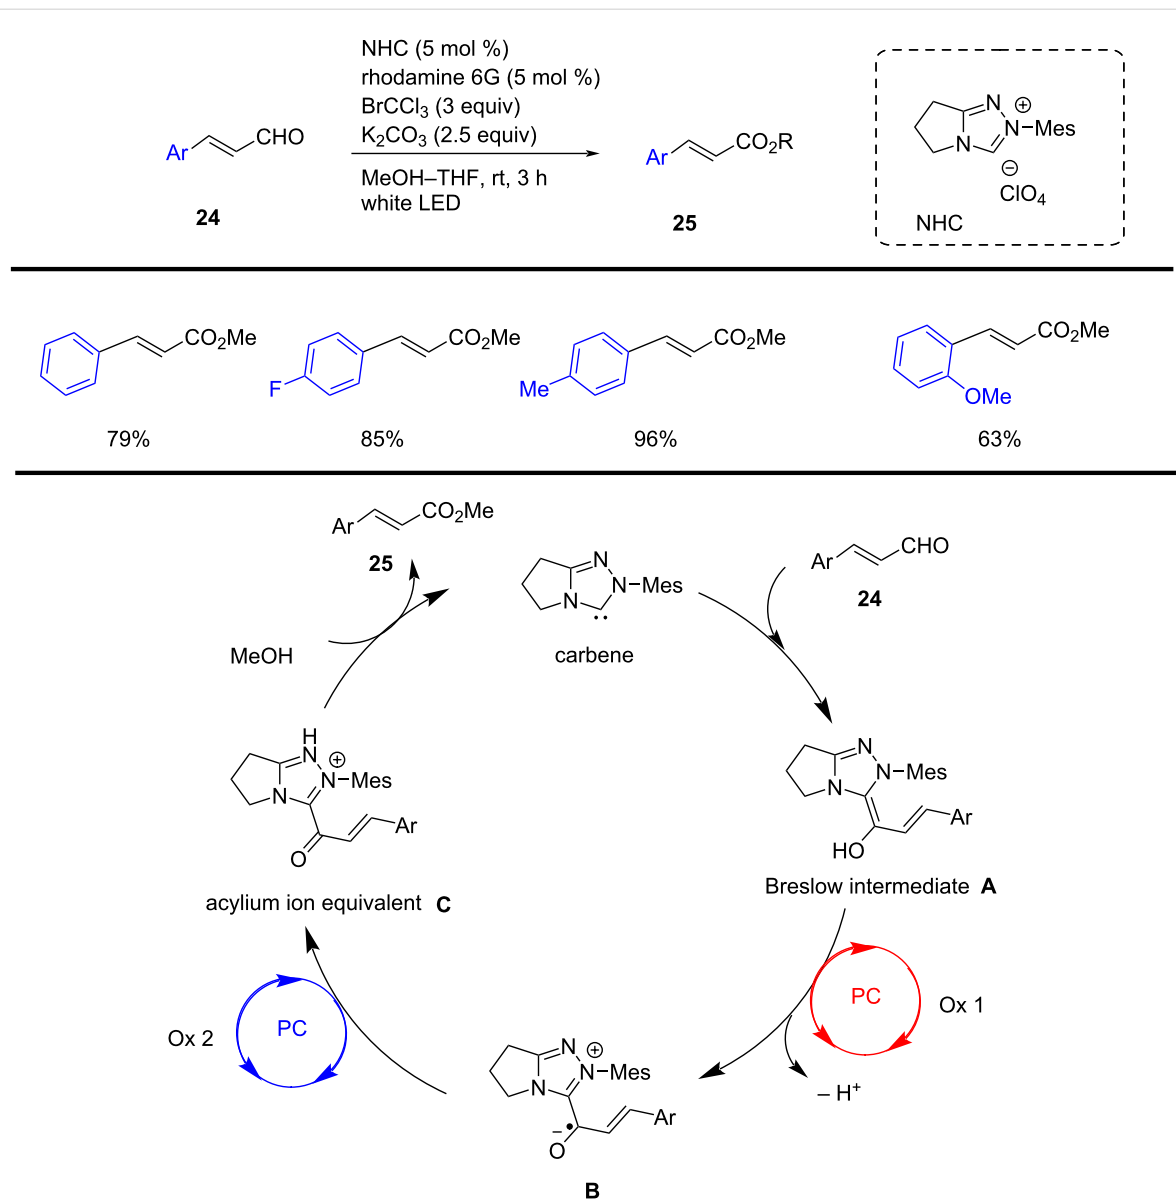 NHC (5 mol %)
rhodamine 6G (5 mol %)
BrCCl₃ (3 equiv)
K₂CO₃ (2.5 equiv)
MeOH–THF, rt, 3 h
white LED
Ar CHO
24
Ar CO₂R
25
N
N
⊕
N–Mes
⊖
ClO₄
NHC
CO₂Me
79%
F
CO₂Me
85%
Me
CO₂Me
96%
OMe
CO₂Me
63%
Ar CO₂Me
25
MeOH
N
N
N–Mes
carbene
Ar CHO
24
H
N
⊕
N
N–Mes
O
Ar
acylium ion equivalent C
N
N
N–Mes
Ar
HO
Breslow intermediate A
PC
Ox 2
PC
Ox 1
– H⁺
N
⊕
N
N–Mes
Ar
–
•
O
B